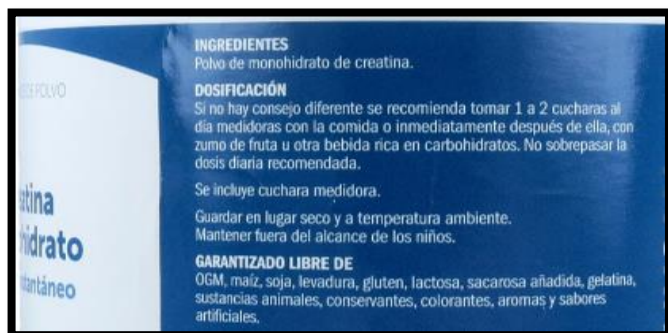 INGREDIENTES
Polvo de monohidrato de creatina.
DOSIFICACIÓN
Si no hay consejo diferente se recomienda tomar 1 a 2 cucharas al
día medidoras con la comida o inmediatamente después de ella, con
zumo de fruta u otra bebida rica en carbohidratos. No sobrepasar la
dosis diaria recomendada.
Se incluye cuchara medidora.
Guardar en lugar seco y a temperatura ambiente.
Mantener fuera del alcance de los niños.
GARANTIZADO LIBRE DE
OGM, maíz, soja, levadura, gluten, lactosa, sacarosa añadida, gelatina,
sustancias animales, conservantes, colorantes, aromas y sabores
artificiales.
POLVO
atina
hidrato
stantáneo